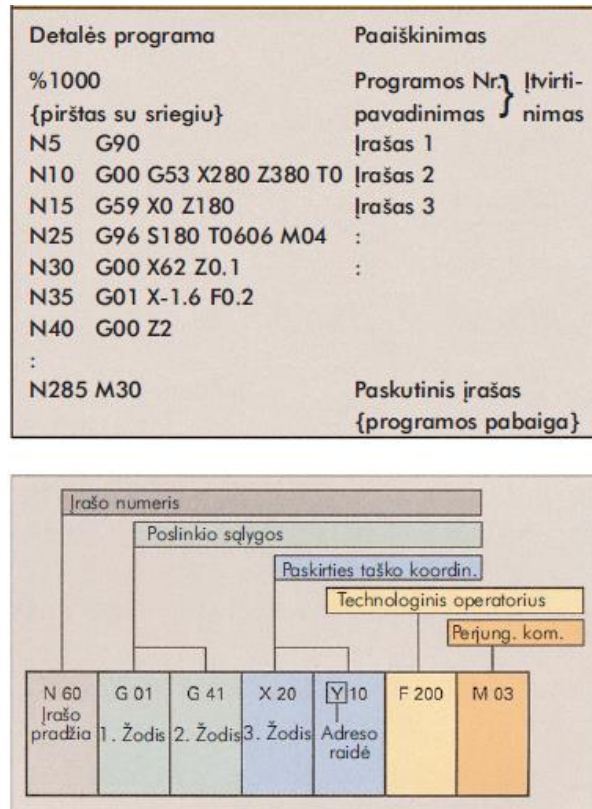 Detalės programa Paaiškinimas
%1000 Programos Nr. } Įtvirti-
{pirštas su sriegiu} pavadinimas nimas
N5 G90 Įrašas 1
N10 G00 G53 X280 Z380 T0 Įrašas 2
N15 G59 X0 Z180 Įrašas 3
N25 G96 S180 T0606 M04 :
N30 G00 X62 Z0.1 :
N35 G01 X-1.6 F0.2
N40 G00 Z2
:
N285 M30 Paskutinis įrašas
{programos pabaiga}
Įrašo numeris
Poslinkio sąlygos
Paskirties taško koordin.
Technologinis operatorius
Perjung. kom.
N 60 G 01 G 41 X 20 Y 10 F 200 M 03
Įrašo
pradžia 1. Žodis 2. Žodis 3. Žodis Adreso
raidė